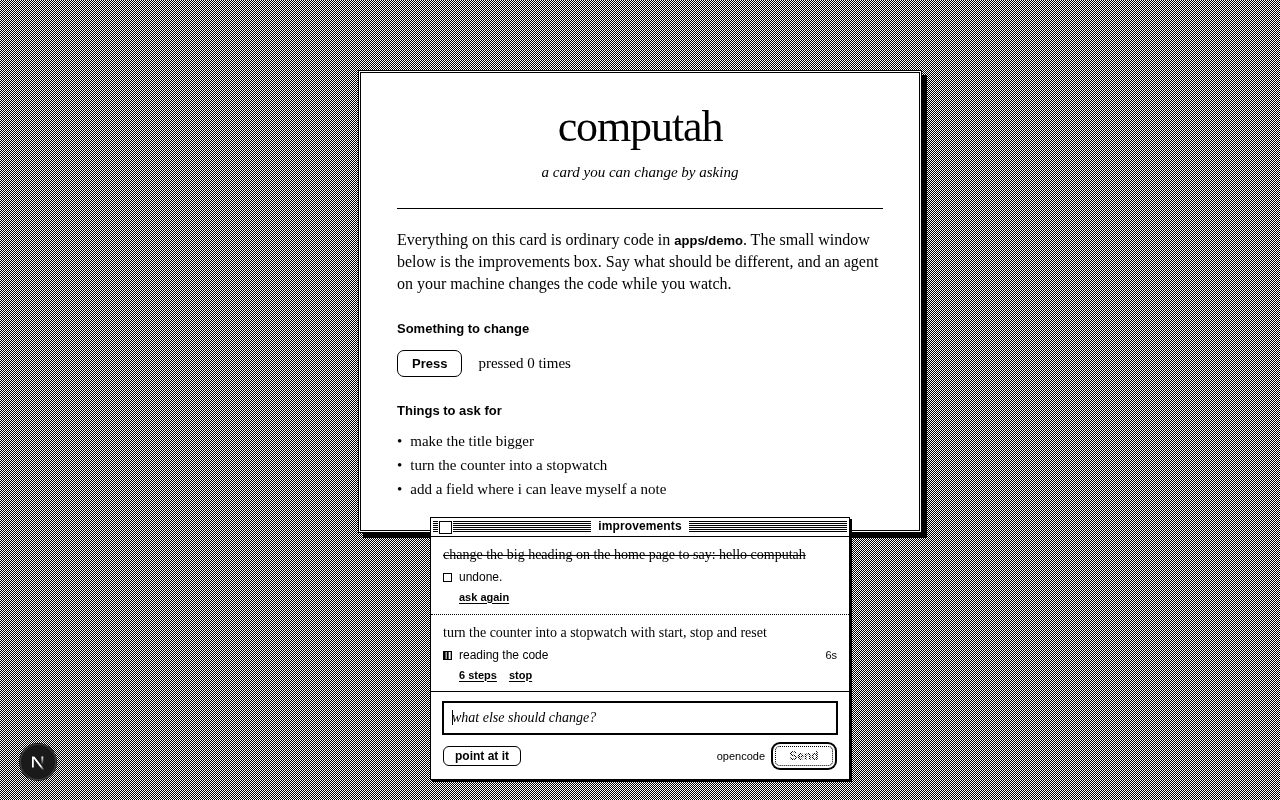 computah
a card you can change by asking
Everything on this card is ordinary code in apps/demo. The small window
below is the improvements box. Say what should be different, and an agent
on your machine changes the code while you watch.
Something to change
Press pressed 0 times
Things to ask for
• make the title bigger
• turn the counter into a stopwatch
• add a field where i can leave myself a note
improvements
change the big heading on the home page to say: hello computah
undone.
ask again
turn the counter into a stopwatch with start, stop and reset
reading 6s
6 steps stop
what else should change?
point at it opencode Send
N